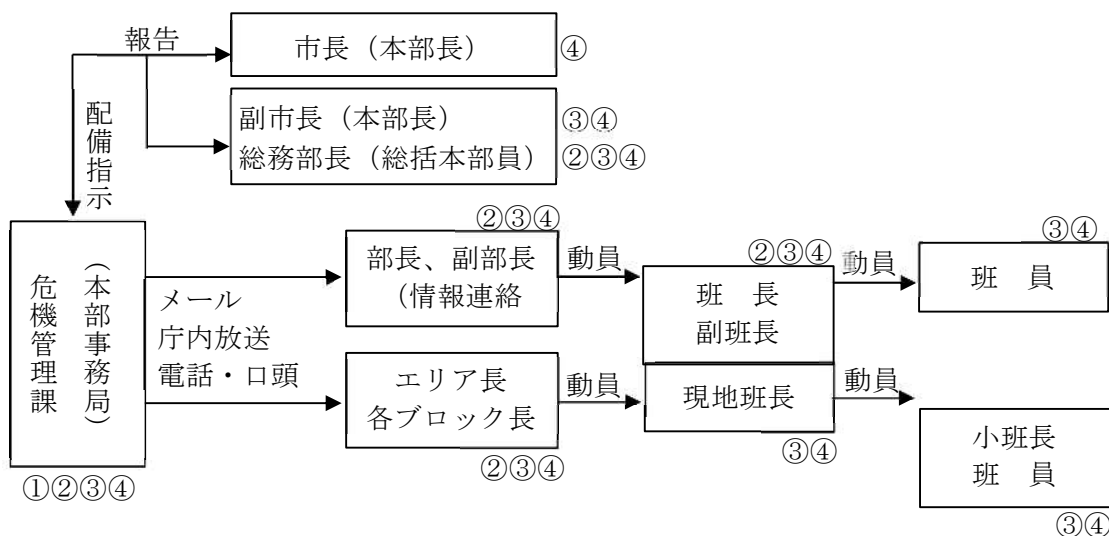 報告
市長（本部長）
④
配備指示
副市長（本部長）
③④
総務部長（総括本部員）
②③④
危機管理課
（本部事務局）
①②③④
メール
庁内放送
電話・口頭
②③④
部長、副部長
（情報連絡
動員
②③④
班　長
副班長
動員
③④
班　員
エリア長
各ブロック長
②③④
動員
現地班長
③④
動員
小班長
班　員
③④